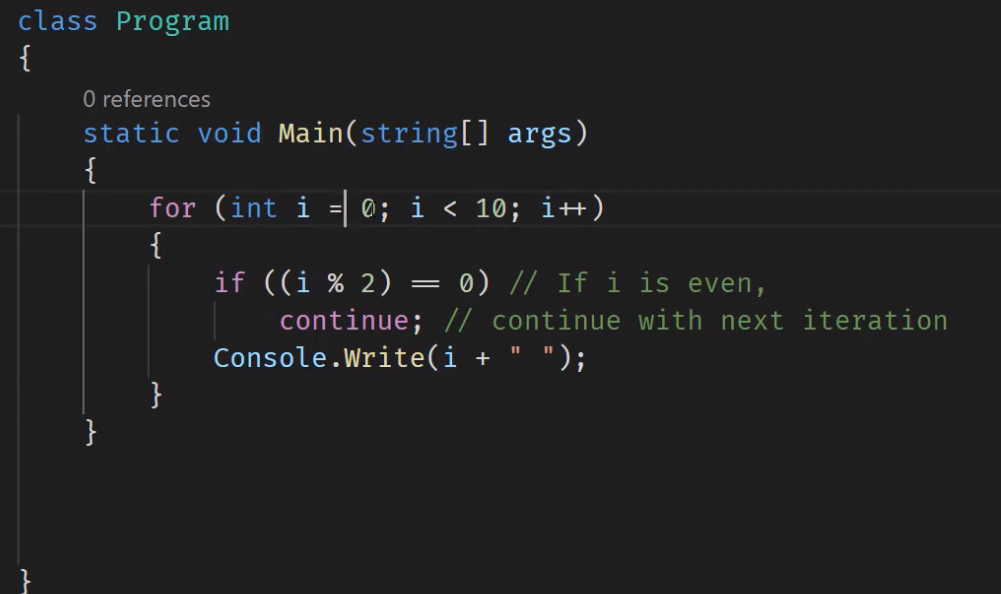 class Program
{
0 references
static void Main(string[] args)
{
for (int i = 0; i < 10; i++)
{
if ((i % 2) == 0) // If i is even,
continue; // continue with next iteration
Console.Write(i + " ");
}
}
}